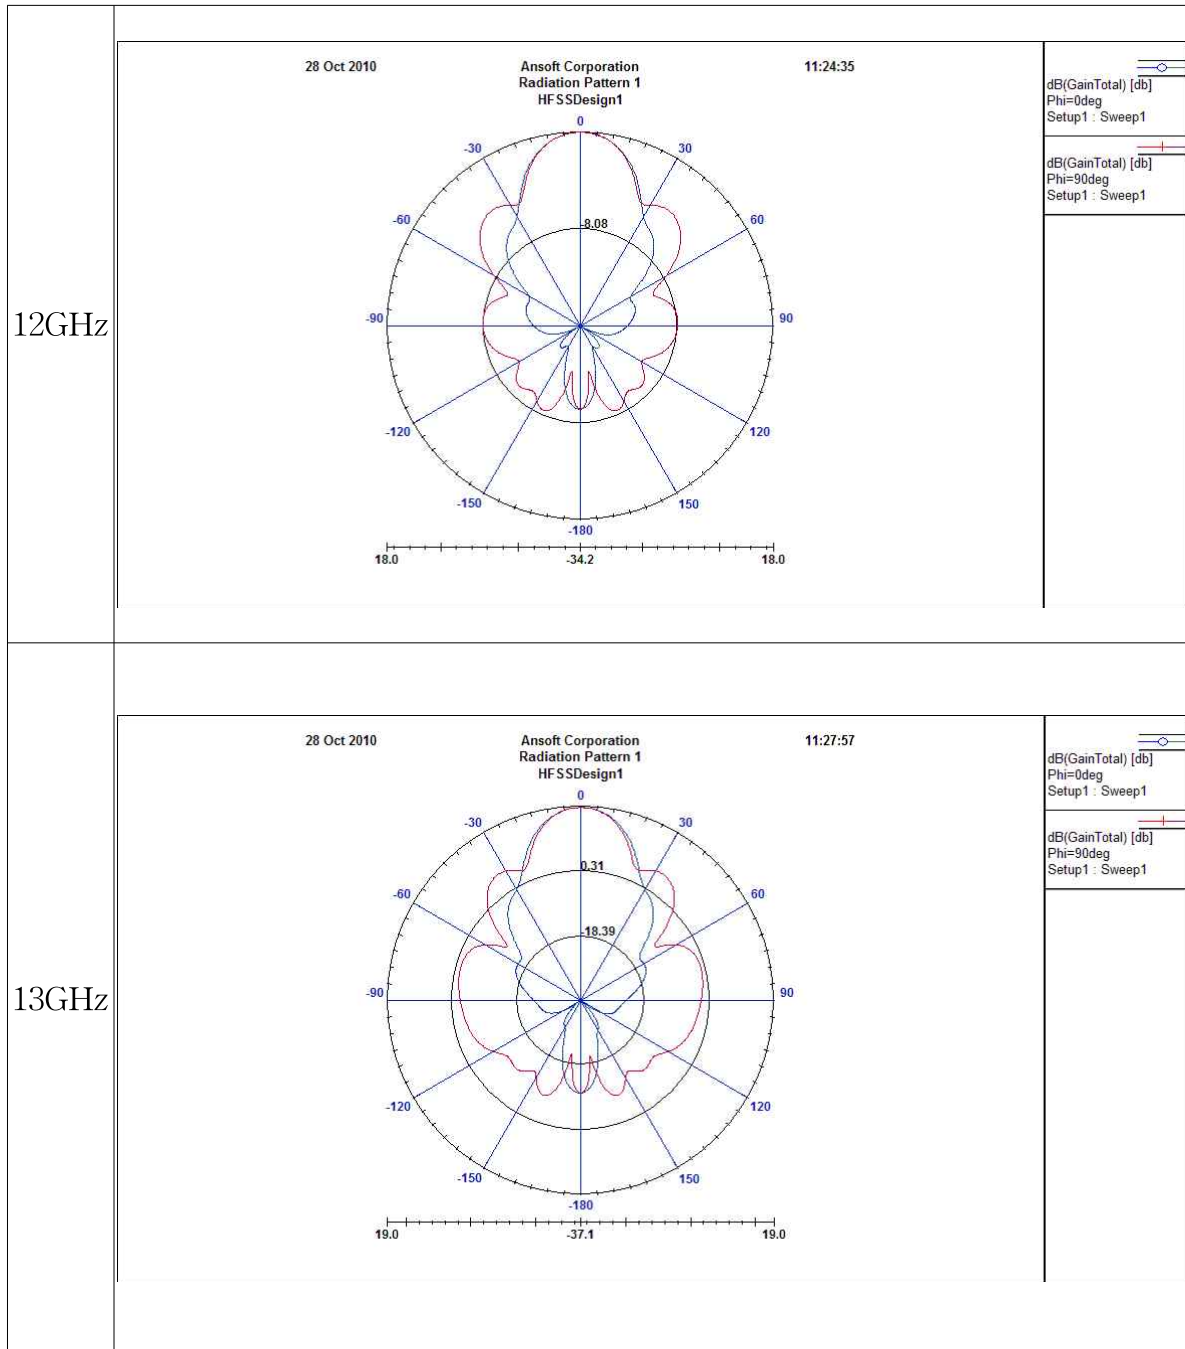 12GHz
28 Oct 2010
Ansoft Corporation
11:24:35
Radiation Pattern 1
HFSSDesign1
0
-30
30
-60
60
-8.08
-90
90
-120
120
-150
150
-180
18.0
-34.2
18.0
dB(GainTotal) [db]
Phi=0deg
Setup1 : Sweep1
dB(GainTotal) [db]
Phi=90deg
Setup1 : Sweep1
13GHz
28 Oct 2010
Ansoft Corporation
11:27:57
Radiation Pattern 1
HFSSDesign1
0
-30
30
0.31
-60
60
-18.39
-90
90
-120
120
-150
150
-180
19.0
-37.1
19.0
dB(GainTotal) [db]
Phi=0deg
Setup1 : Sweep1
dB(GainTotal) [db]
Phi=90deg
Setup1 : Sweep1